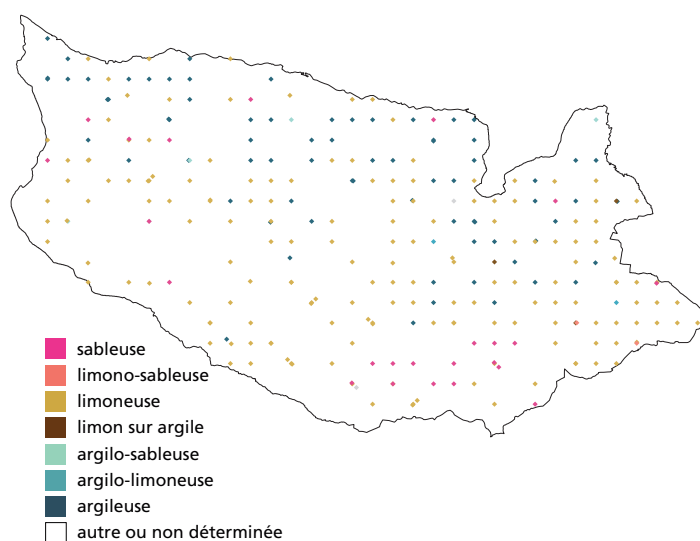 sableuse
limono-sableuse
limoneuse
limon sur argile
argilo-sableuse
argilo-limoneuse
argileuse
autre ou non déterminée